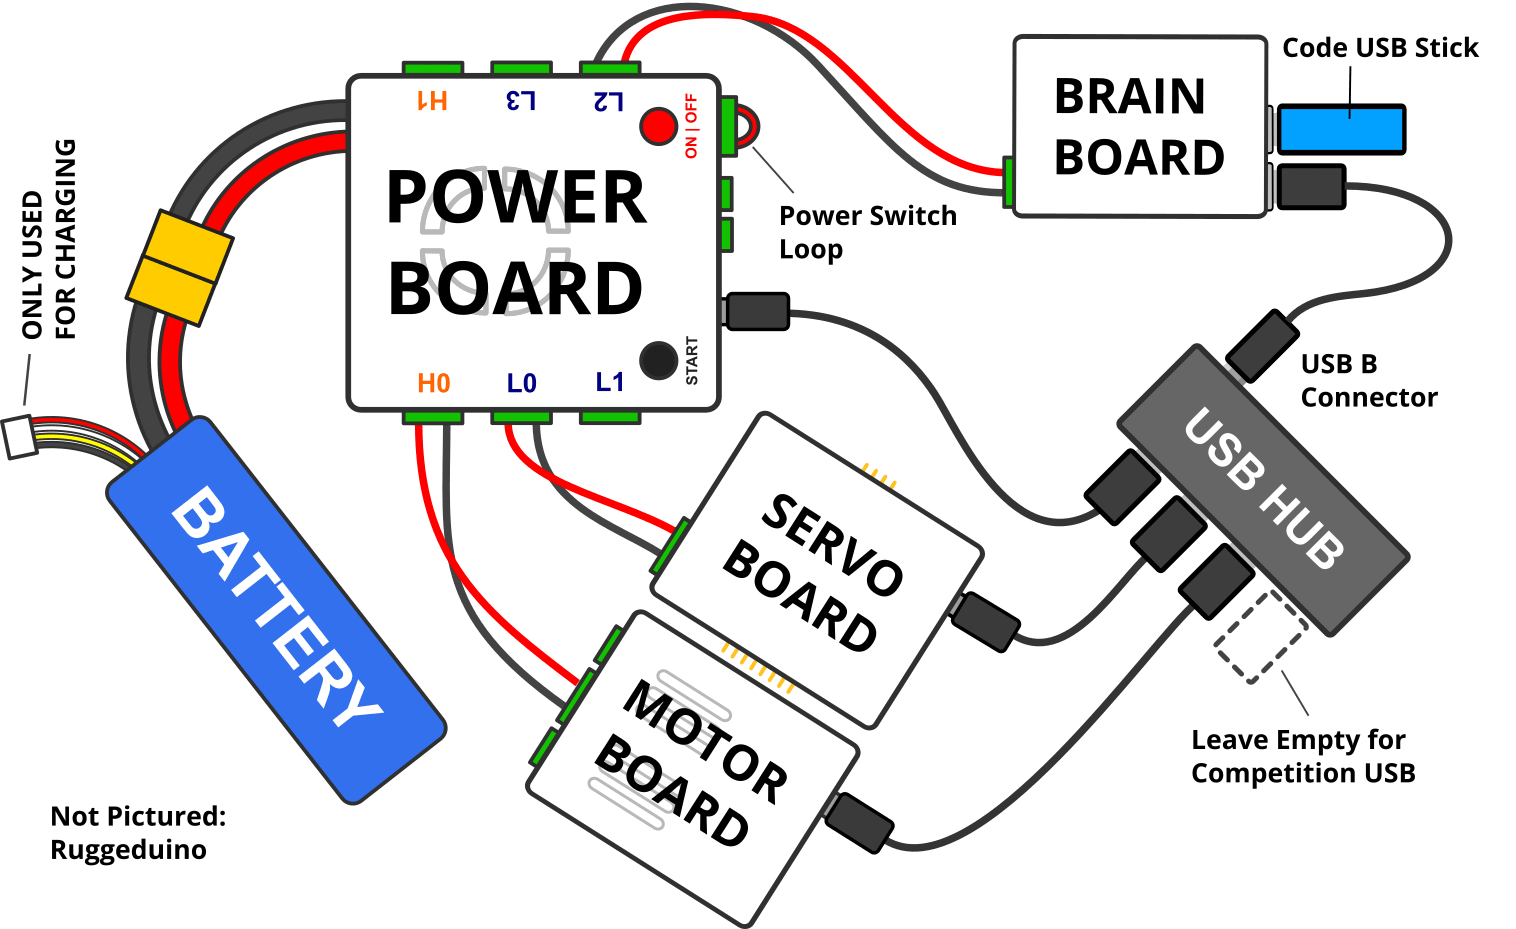 H1
L3
L2
ON | OFF
POWER
BOARD
H0
L0
L1
START
BRAIN
BOARD
Code USB Stick
Power Switch
Loop
ONLY USED
FOR CHARGING
USB B
Connector
USB HUB
BATTERY
SERVO
BOARD
MOTOR
BOARD
Leave Empty for
Competition USB
Not Pictured:
Ruggeduino